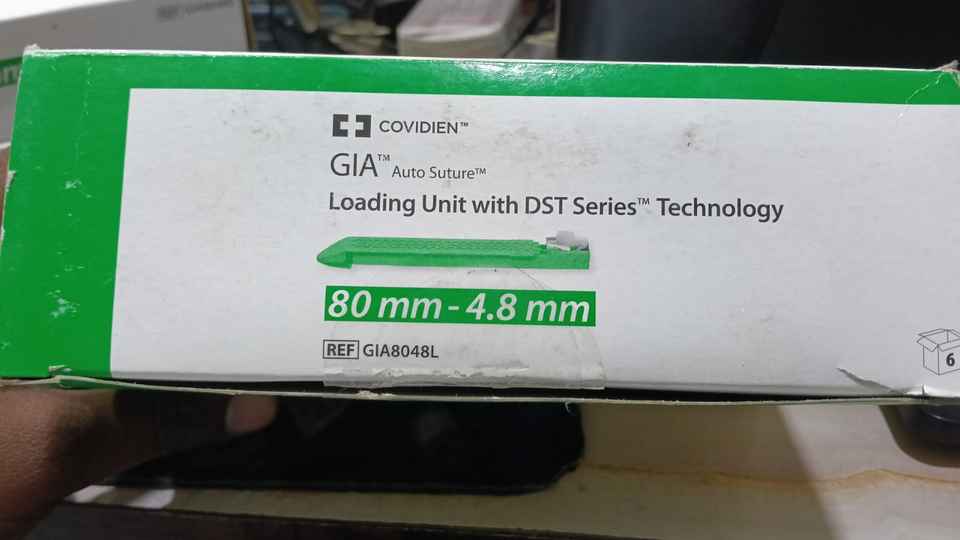 COVIDIEN™
GIA™ Auto Suture™
Loading Unit with DST Series™ Technology
80 mm - 4.8 mm
REF GIA8048L
6